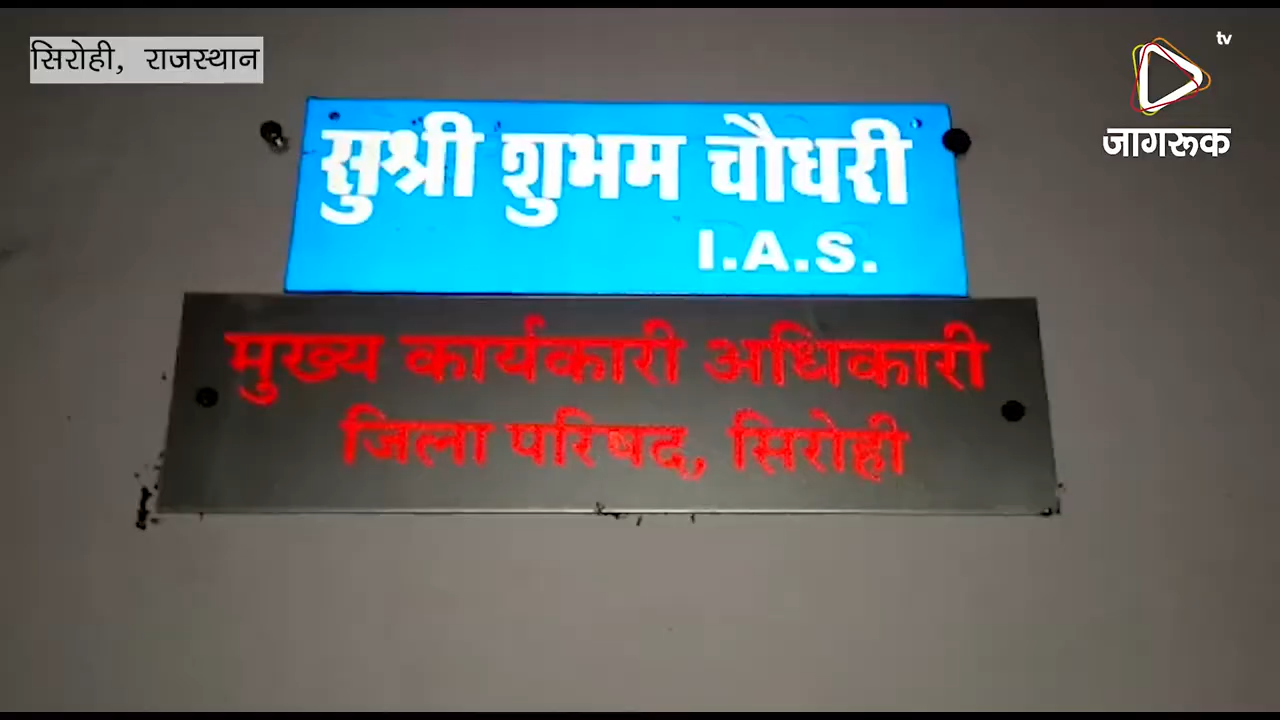 सिरोही, राजस्थान
tv
जागरूक
सुश्री शुभम चौधरी
I.A.S.
मुख्य कार्यकारी अधिकारी
जिला परिषद, सिरोही